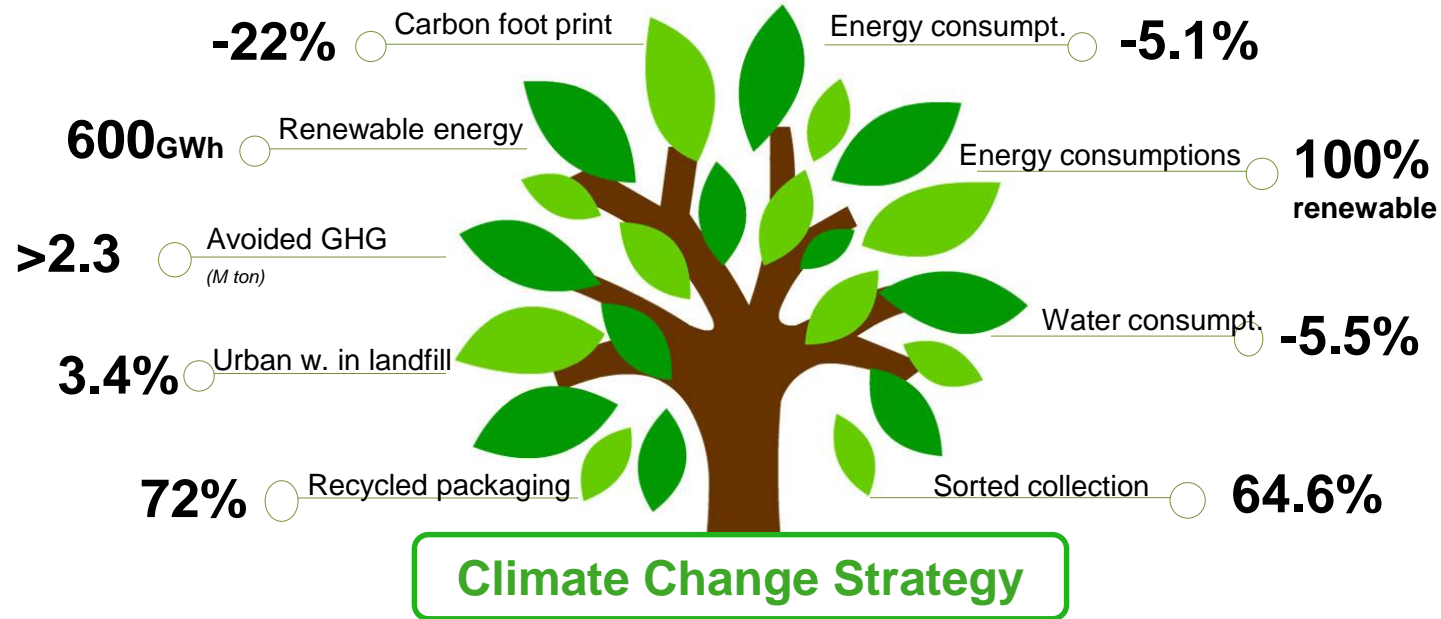 -22%
Carbon foot print
Energy consumpt.
-5.1%
600GWh
Renewable energy
Energy consumptions
100%
renewable
>2.3
Avoided GHG
(M ton)
Water consumpt.
-5.5%
3.4%
Urban w. in landfill
72%
Recycled packaging
Sorted collection
64.6%
Climate Change Strategy